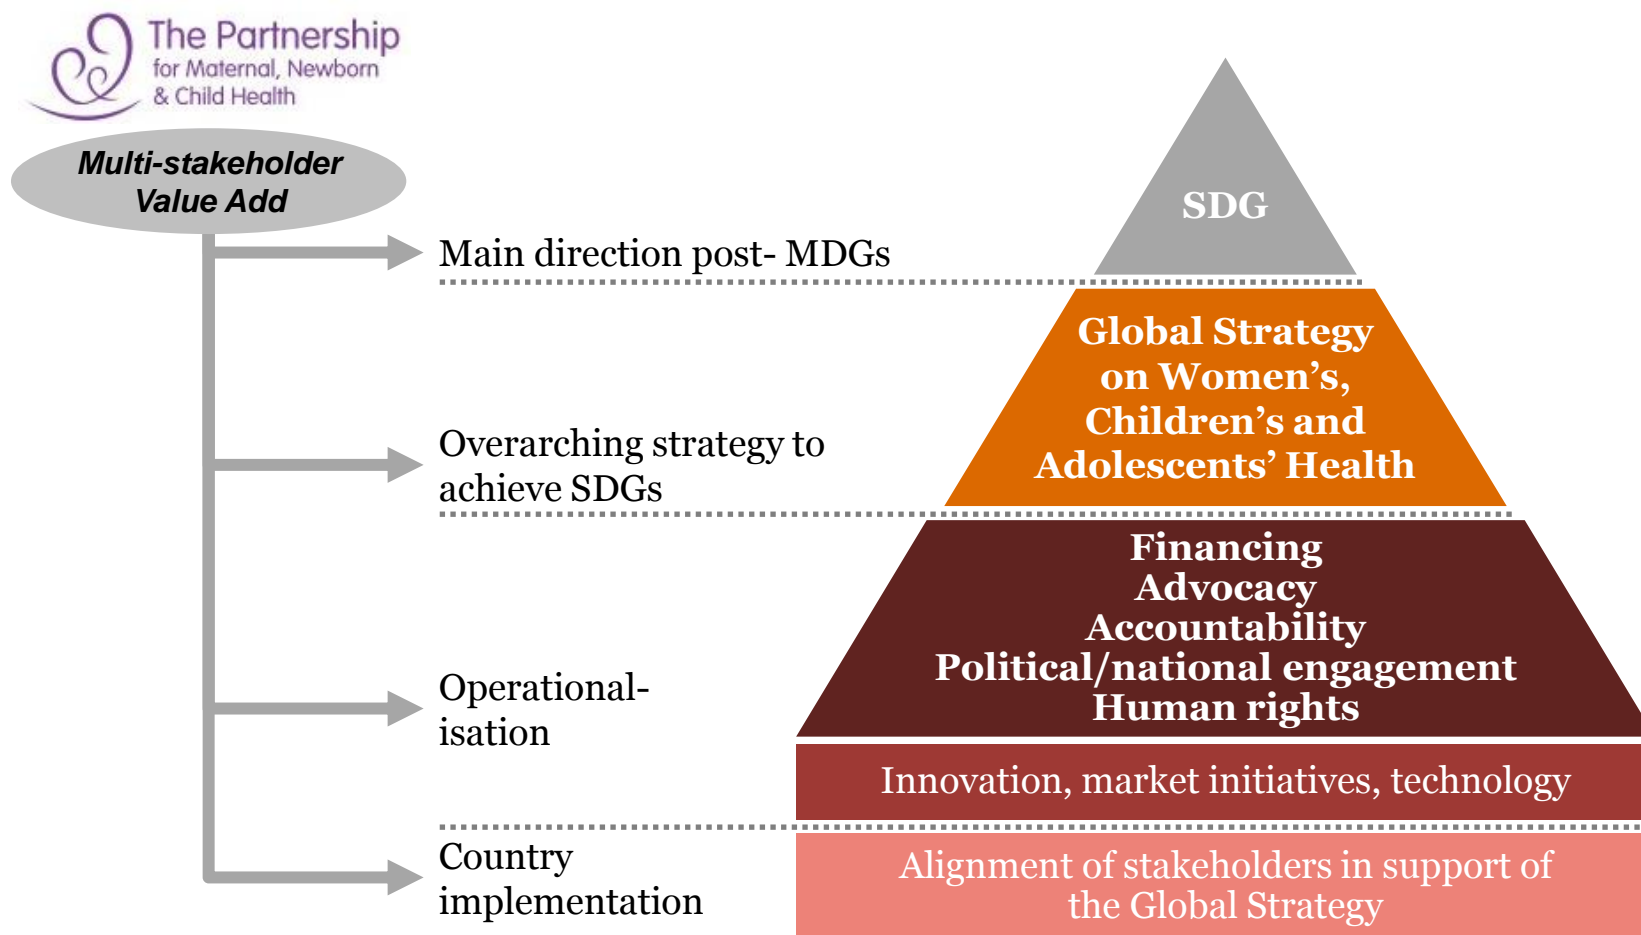 The Partnership
for Maternal, Newborn
& Child Health
Multi-stakeholder
Value Add
Main direction post- MDGs
Overarching strategy to
achieve SDGs
Operational-
isation
Country
implementation
SDG
Global Strategy
on Women’s,
Children’s and
Adolescents’ Health
Financing
Advocacy
Accountability
Political/national engagement
Human rights
Innovation, market initiatives, technology
Alignment of stakeholders in support of
the Global Strategy